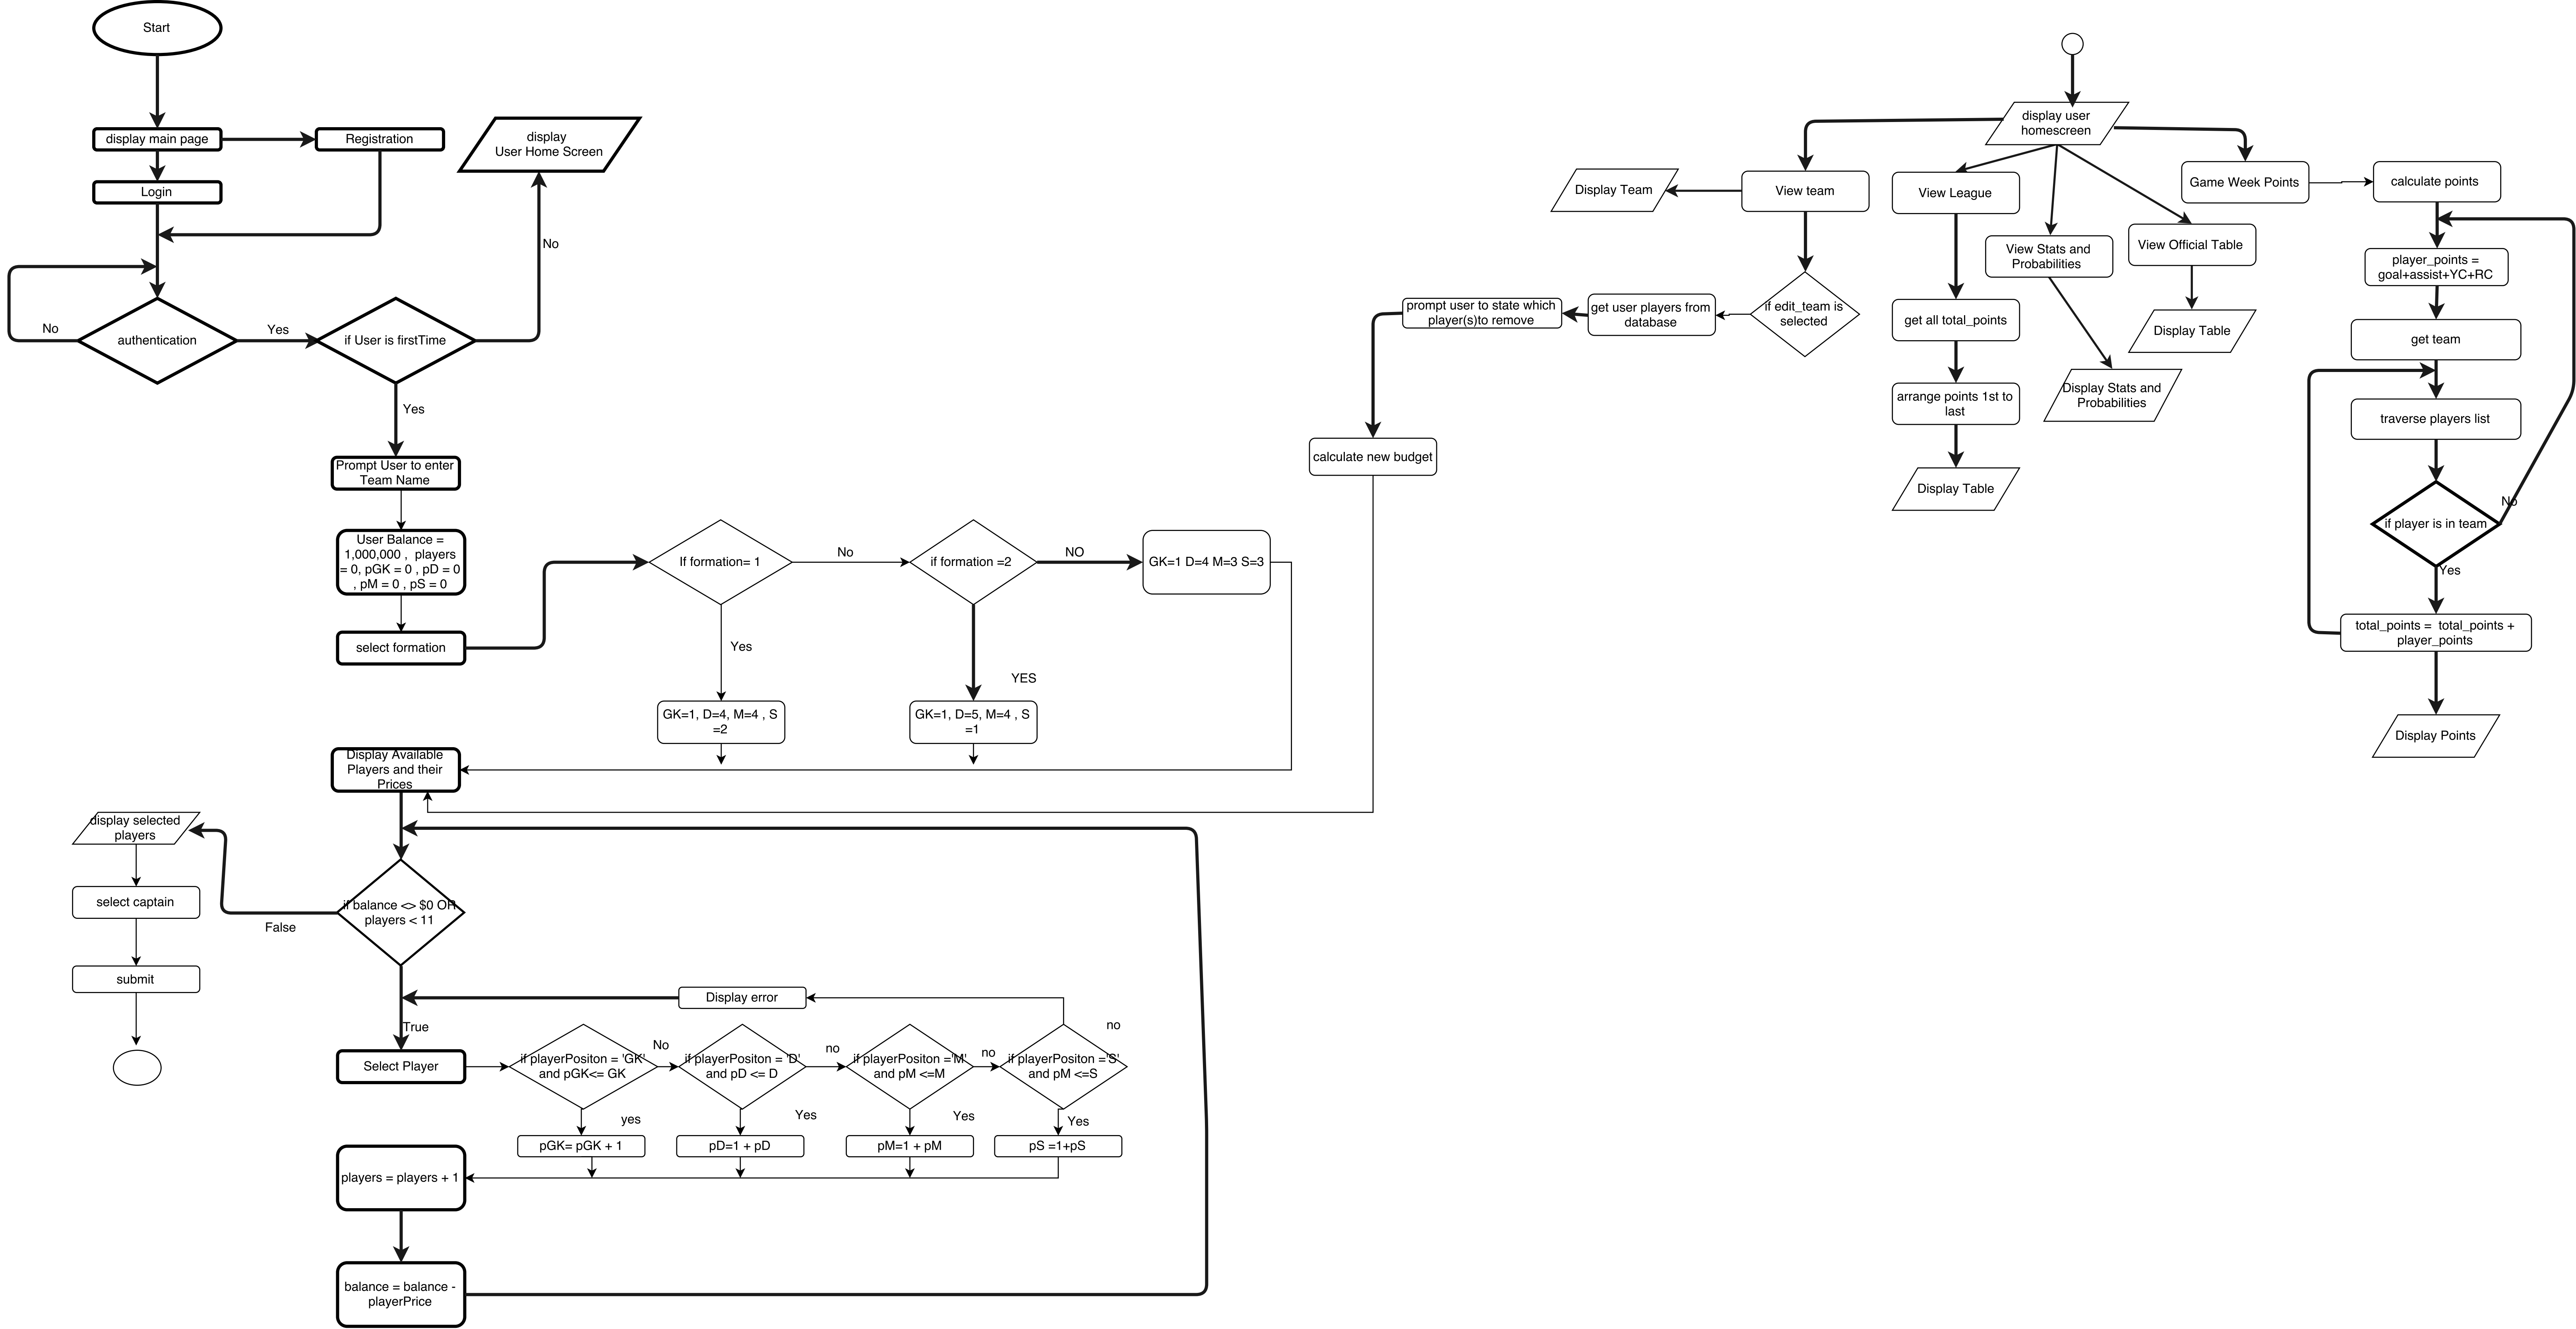 Start
display main page
Registration
Login
display
User Home Screen
No
No
authentication
Yes
if User is firstTime
Yes
Prompt User to enter
Team Name
User Balance =
1,000,000 ,  players
= 0, pGK = 0 , pD = 0
, pM = 0 , pS = 0
select formation
If formation= 1
No
if formation =2
NO
GK=1 D=4 M=3 S=3
Yes
YES
GK=1, D=4, M=4 , S
=2
GK=1, D=5, M=4 , S
=1
Display Available
Players and their
Prices
display selected
players
select captain
submit
False
if balance <> $0 OR
players < 11
True
Display error
Select Player
if playerPositon = 'GK'
and pGK<= GK
No
if playerPositon = 'D'
and pD <= D
no
if playerPositon ='M'
and pM <=M
no
if playerPositon ='S'
and pM <=S
no
yes
Yes
Yes
Yes
pGK= pGK + 1
pD=1 + pD
pM=1 + pM
pS =1+pS
players = players + 1
balance = balance -
playerPrice
display user
homescreen
Display Team
View team
View League
View Stats and
Probabilities
View Official Table
Game Week Points
calculate points
if edit_team is
selected
get user players from
database
prompt user to state which
player(s)to remove
calculate new budget
get all total_points
arrange points 1st to
last
Display Table
Display Stats and
Probabilities
Display Table
player_points =
goal+assist+YC+RC
get team
traverse players list
if player is in team
No
Yes
total_points =  total_points +
player_points
Display Points